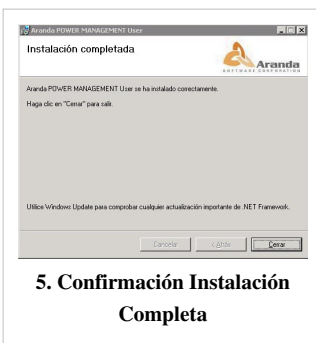 Aranda POWER MANAGEMENT User
Instalación completada
Aranda
SOFTWARE CORPORATION
Aranda POWER MANAGEMENT User se ha instalado correctamente.
Haga clic en "Cerrar" para salir.
Utilice Windows Update para comprobar cualquier actualización importante de .NET Framework.
Cancelar < Atrás Cerrar
5. Confirmación Instalación
Completa